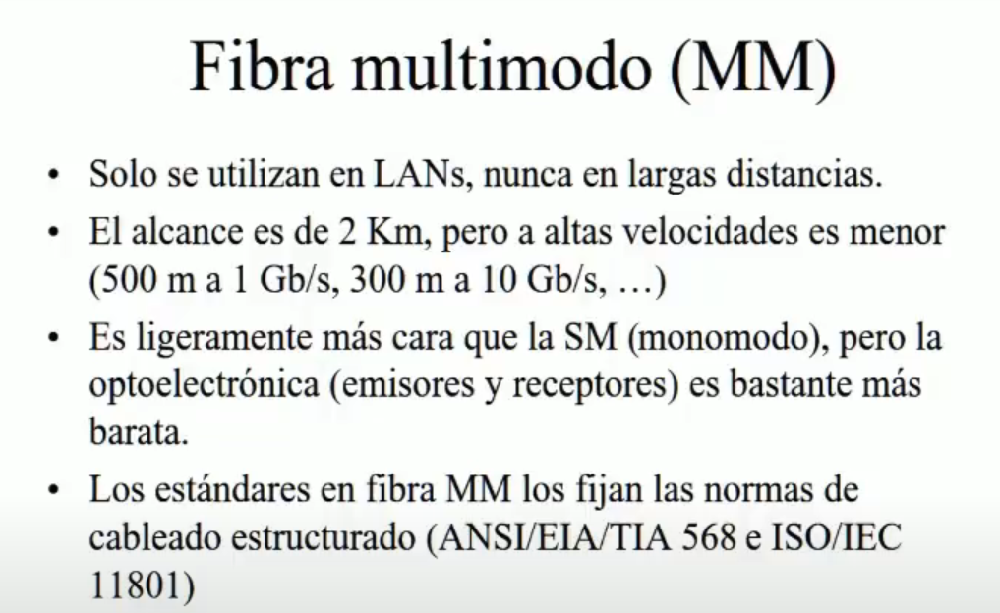 Fibra multimodo (MM)
• Solo se utilizan en LANs, nunca en largas distancias.
• El alcance es de 2 Km, pero a altas velocidades es menor
(500 m a 1 Gb/s, 300 m a 10 Gb/s, …)
• Es ligeramente más cara que la SM (monomodo), pero la
optoelectrónica (emisores y receptores) es bastante más
barata.
• Los estándares en fibra MM los fijan las normas de
cableado estructurado (ANSI/EIA/TIA 568 e ISO/IEC
11801)